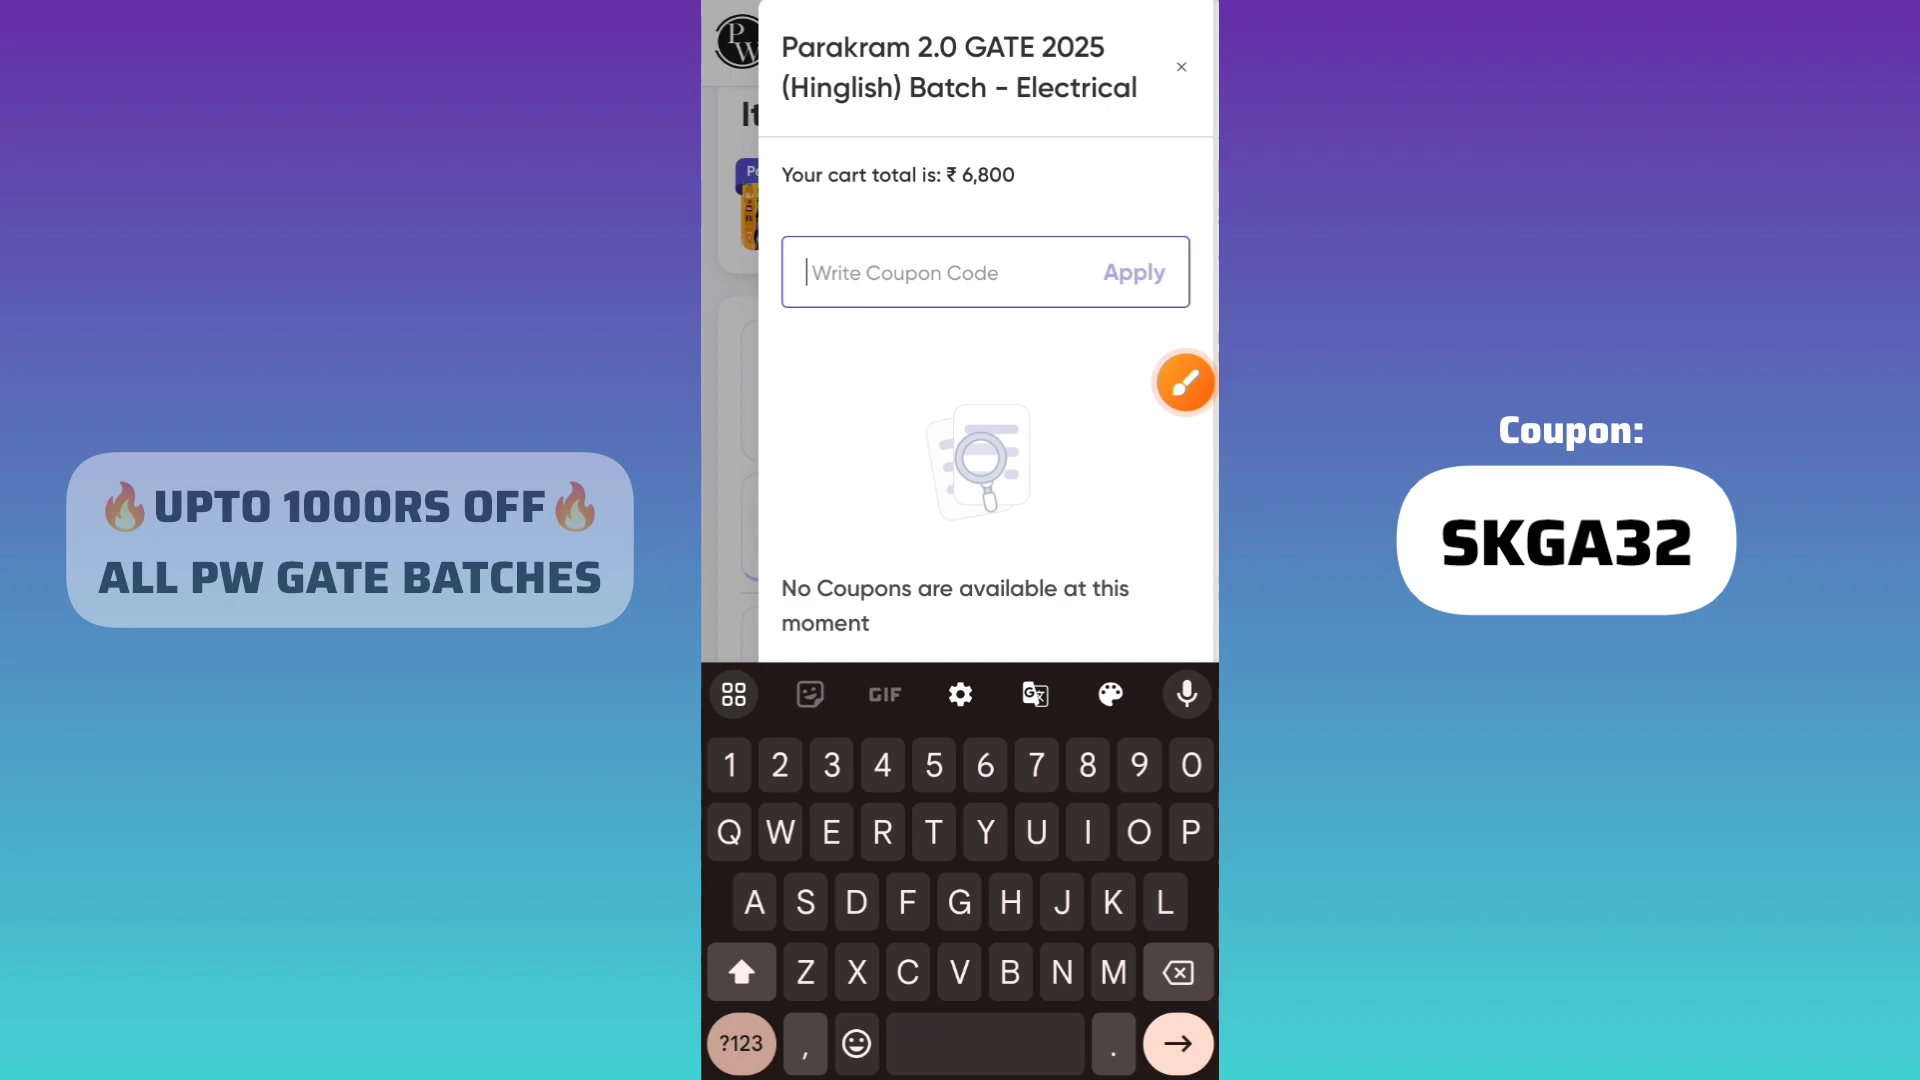 PW
Parakram 2.0 GATE 2025
(Hinglish) Batch - Electrical
×
It
Your cart total is: ₹ 6,800
Write Coupon Code
Apply
🔥UPTO 1000RS OFF🔥
ALL PW GATE BATCHES
Coupon:
SKGA32
No Coupons are available at this
moment
GIF
1 2 3 4 5 6 7 8 9 0
Q W E R T Y U I O P
A S D F G H J K L
Z X C V B N M
?123 , .